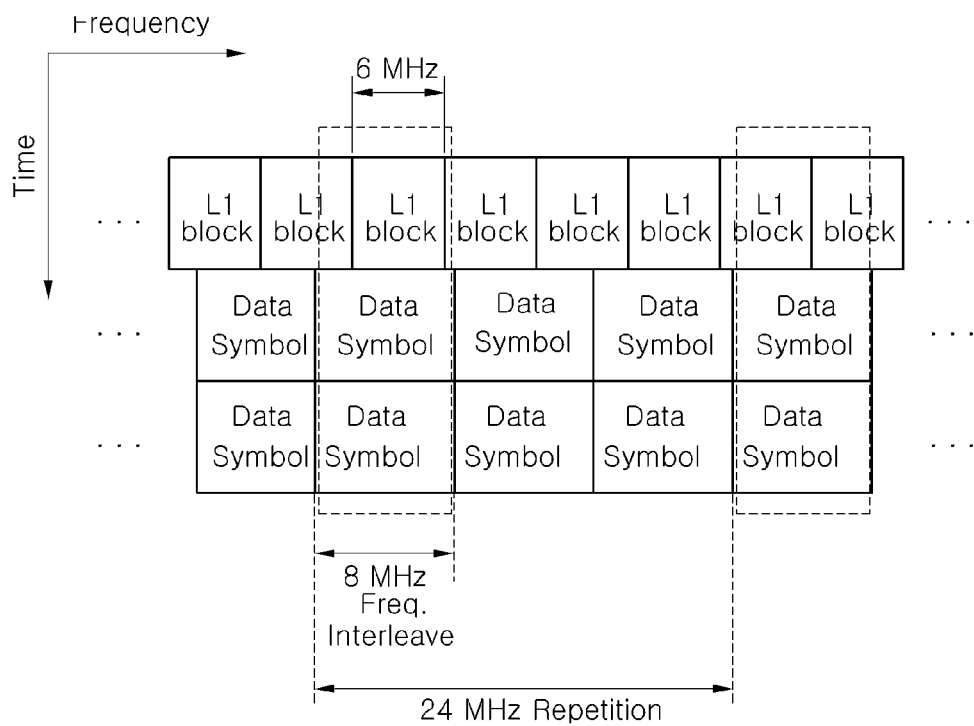 Frequency
6 MHz
Time
L1 L1 L1 L1 L1 L1 L1 L1
. . . block block block block block block block block . . .
Data Data Data Data Data
. . . Symbol Symbol Symbol Symbol Symbol . . .
Data Data Data Data Data
. . . Symbol Symbol Symbol Symbol Symbol . . .
8 MHz
Freq.
Interleave
24 MHz Repetition